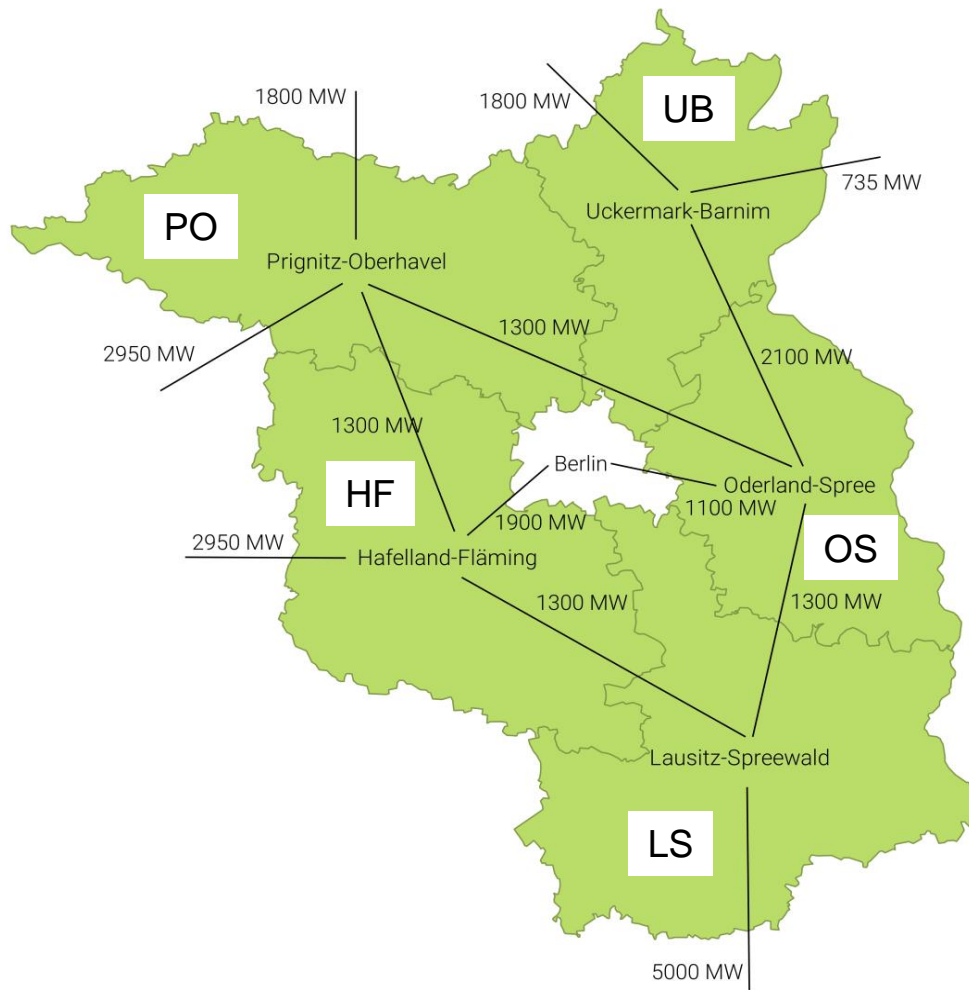 1800 MW
1800 MW
UB
735 MW
PO
Uckermark-Barnim
Prignitz-Oberhavel
2950 MW
1300 MW
2100 MW
1300 MW
Berlin
HF
Oderland-Spree
1100 MW
1900 MW
2950 MW
Hafelland-Fläming
OS
1300 MW
1300 MW
Lausitz-Spreewald
LS
5000 MW